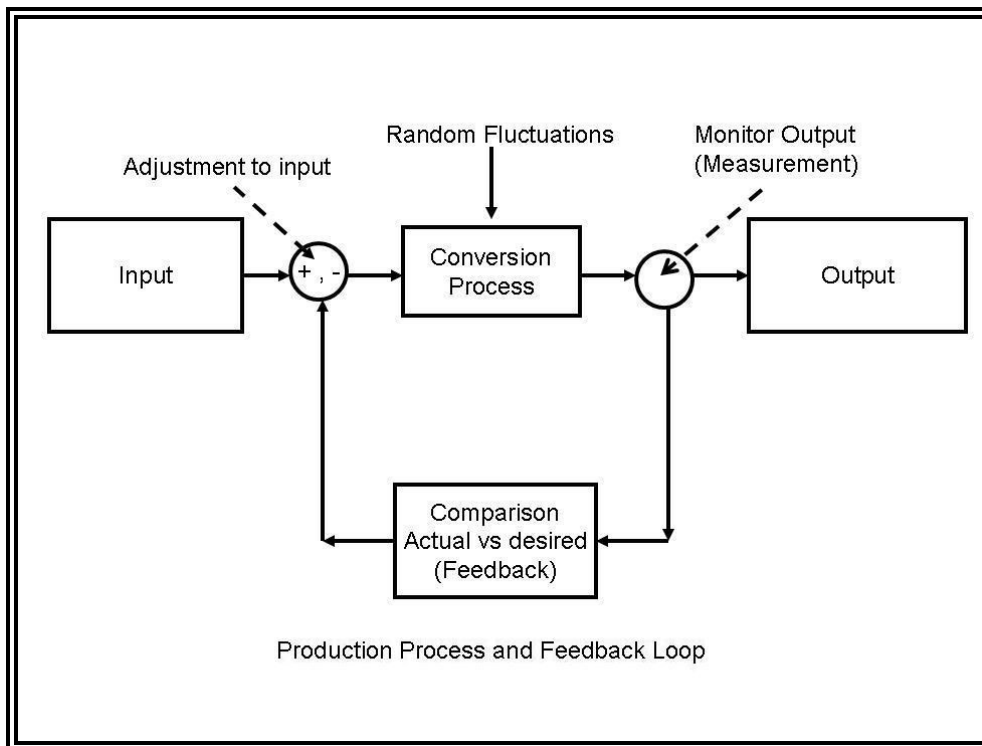 Random Fluctuations
Monitor Output
(Measurement)
Adjustment to input
Input
+ , -
Conversion
Process
Output
Comparison
Actual vs desired
(Feedback)
Production Process and Feedback Loop